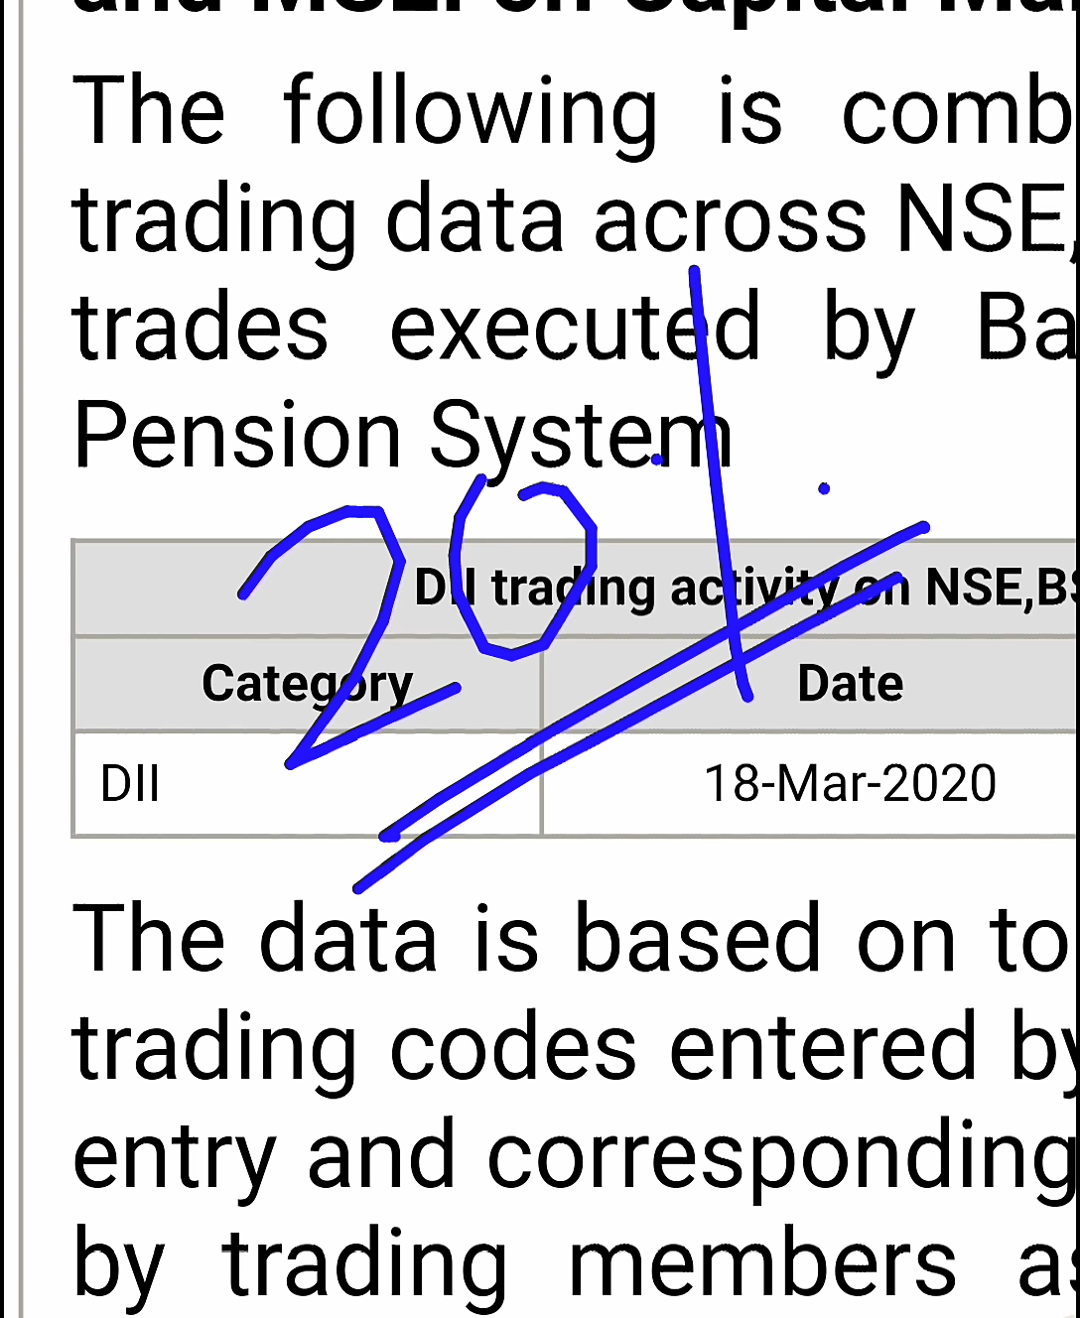 The following is comb
trading data across NSE,
trades executed by Ba
Pension System
201
DII trading activity on NSE,BS
Category Date
DII 18-Mar-2020
The data is based on to
trading codes entered by
entry and corresponding
by trading members as